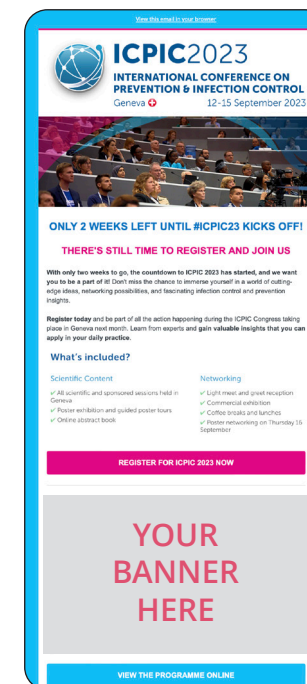 View this email in your browser
ICPIC2023
INTERNATIONAL CONFERENCE ON
PREVENTION & INFECTION CONTROL
Geneva 12-15 September 2023
ONLY 2 WEEKS LEFT UNTIL #ICPIC23 KICKS OFF!
THERE'S STILL TIME TO REGISTER AND JOIN US
With only two weeks to go, the countdown to ICPIC 2023 has started, and we want
you to be a part of it! Don't miss the chance to immerse yourself in a world of cutting-
edge ideas, networking possibilities, and fascinating infection control and prevention
insights.
Register today and be part of all the action happening during the ICPIC Congress taking
place in Geneva next month. Learn from experts and gain valuable insights that you can
apply in your daily practice.
What's included?
Scientific Content
✓ All scientific and sponsored sessions held in
Geneva
✓ Poster exhibition and guided poster tours
✓ Online abstract book
Networking
✓ Light meet and greet reception
✓ Commercial exhibition
✓ Coffee breaks and lunches
✓ Poster networking on Thursday 15
September
REGISTER FOR ICPIC 2023 NOW
YOUR
BANNER
HERE
VIEW THE PROGRAMME ONLINE